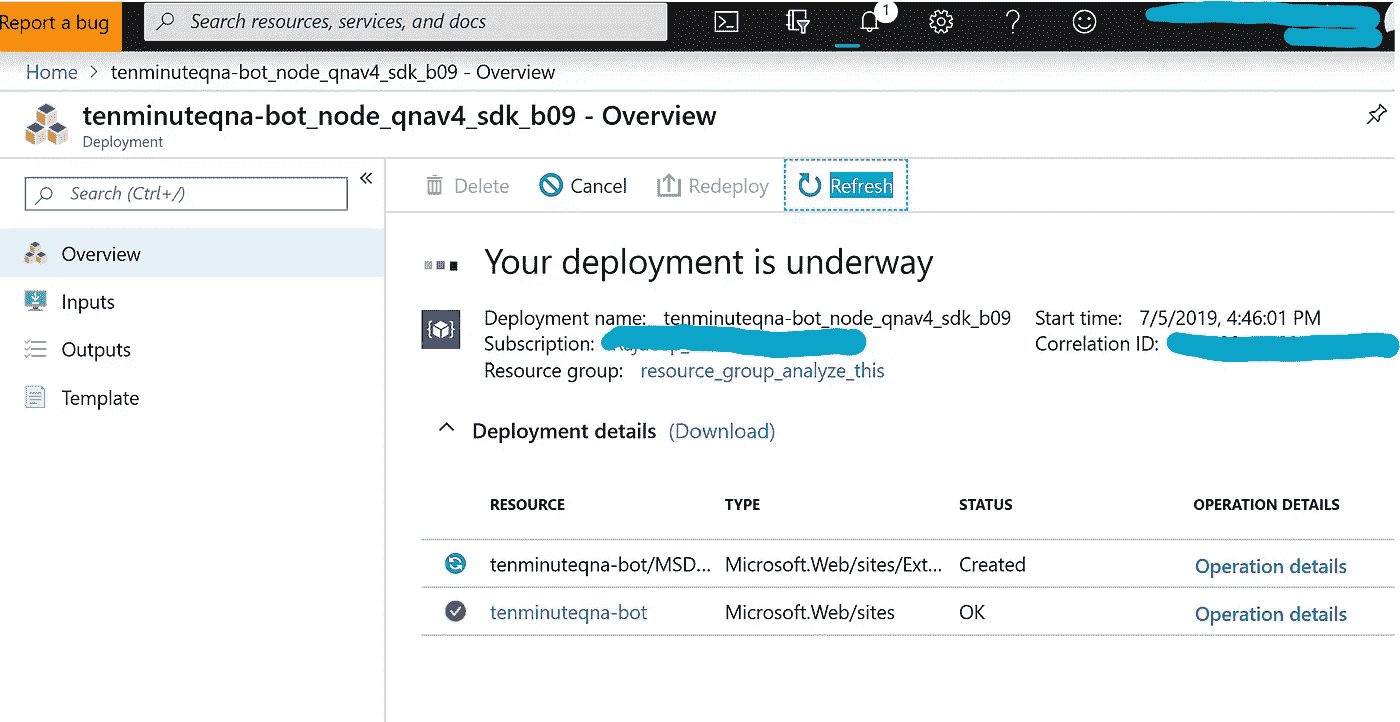 Report a bug
Search resources, services, and docs
1
Home > tenminuteqna-bot_node_qnav4_sdk_b09 - Overview
tenminuteqna-bot_node_qnav4_sdk_b09 - Overview
Deployment
Search (Ctrl+/)
«
Delete Cancel Redeploy Refresh
Overview
Inputs
Outputs
Template
Your deployment is underway
Deployment name: tenminuteqna-bot_node_qnav4_sdk_b09 Start time: 7/5/2019, 4:46:01 PM
Subscription: Correlation ID:
Resource group: resource_group_analyze_this
Deployment details (Download)
RESOURCE TYPE STATUS OPERATION DETAILS
tenminuteqna-bot/MSD... Microsoft.Web/sites/Ext... Created Operation details
tenminuteqna-bot Microsoft.Web/sites OK Operation details